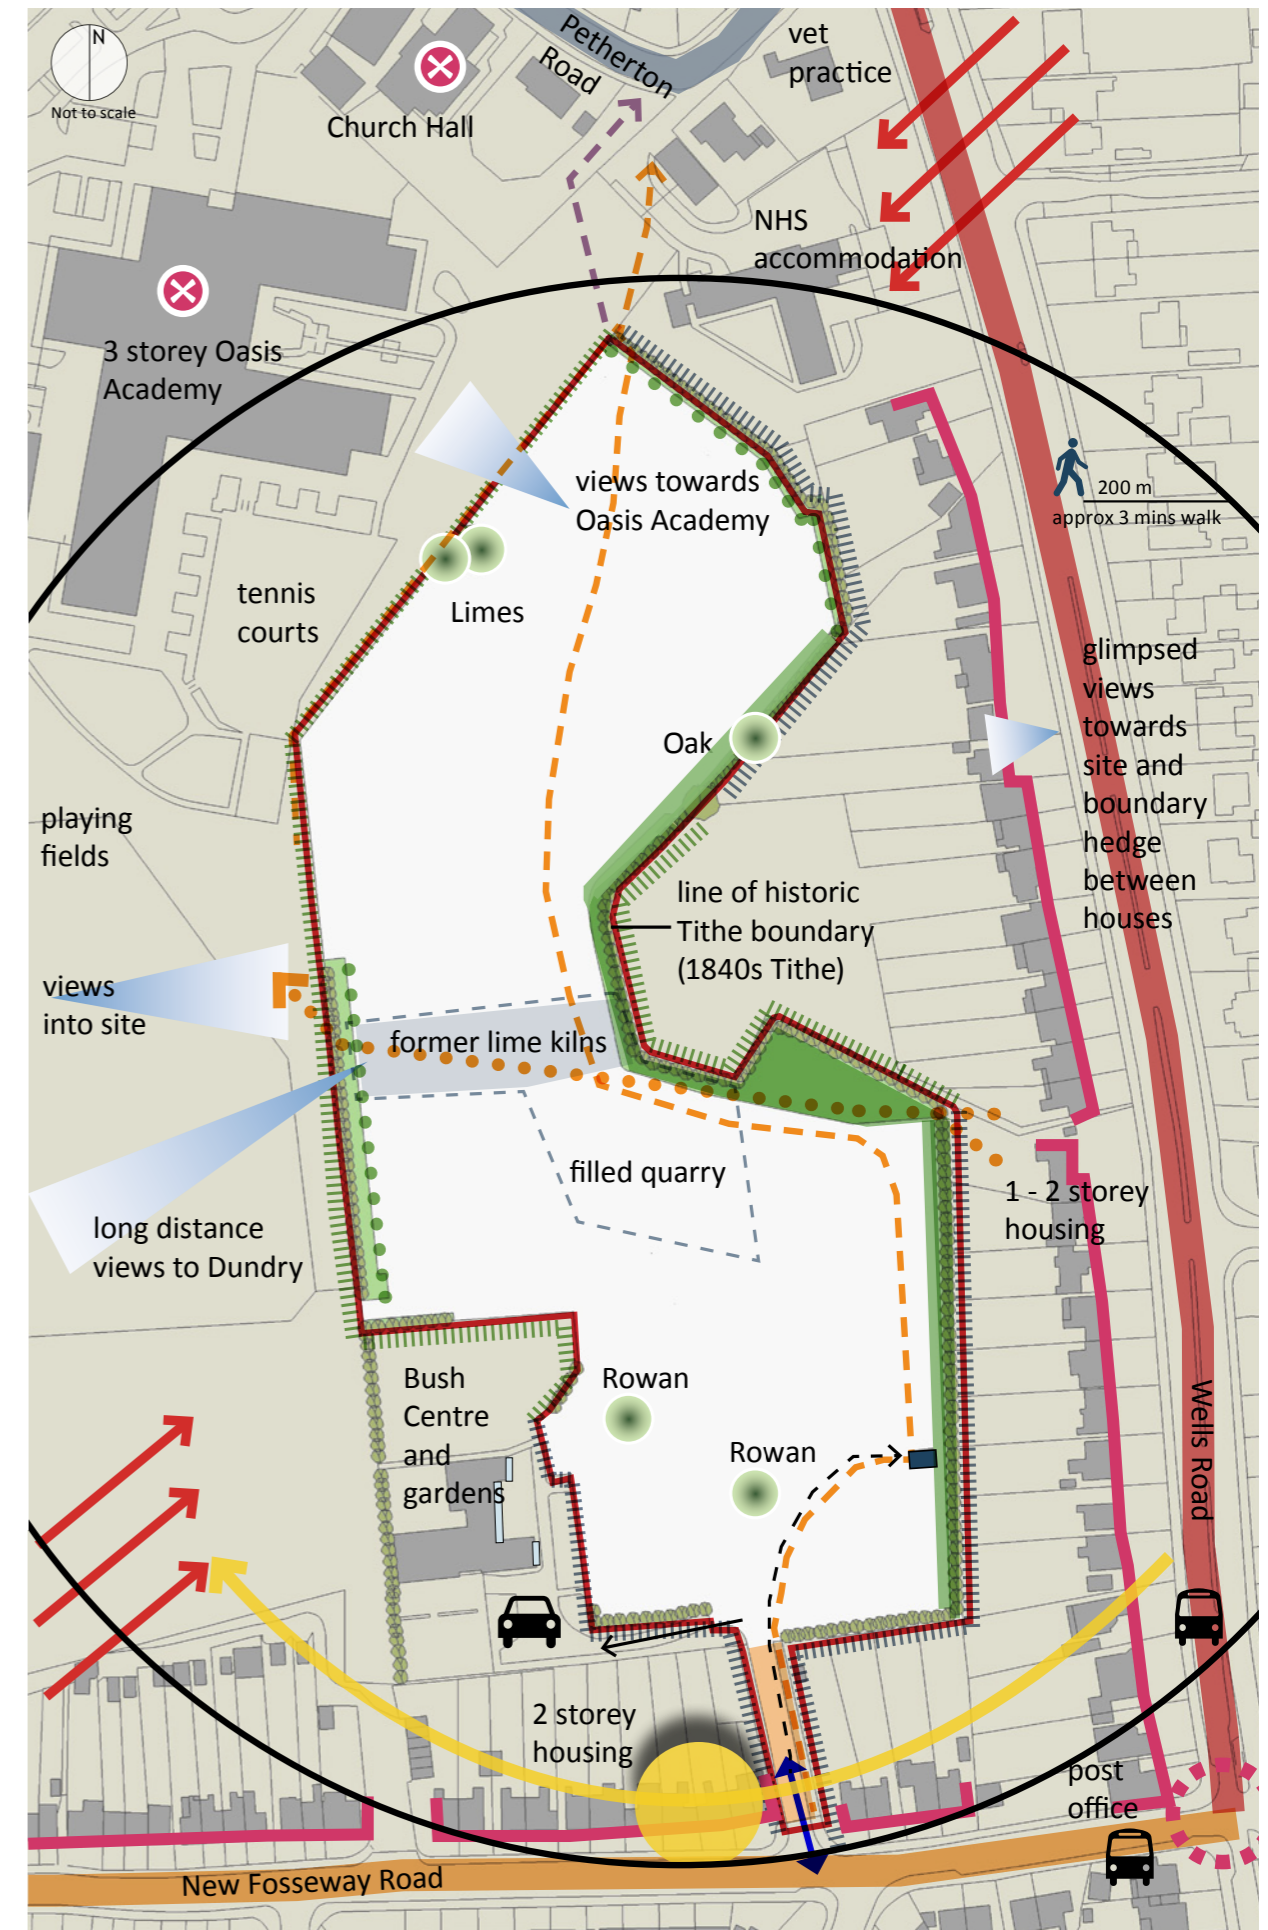 N
Not to scale
Church Hall
Petherton
Road
vet
practice
NHS
accommodation
3 storey Oasis
Academy
200 m
approx 3 mins walk
views towards
Oasis Academy
tennis
courts
Limes
glimpsed
views
towards
site and
boundary
hedge
between
houses
Oak
playing
fields
line of historic
Tithe boundary
(1840s Tithe)
views
into site
former lime kilns
filled quarry
1 - 2 storey
housing
long distance
views to Dundry
Bush
Centre
and
gardens
Rowan
Rowan
Wells Road
2 storey
housing
post
office
New Fosseway Road